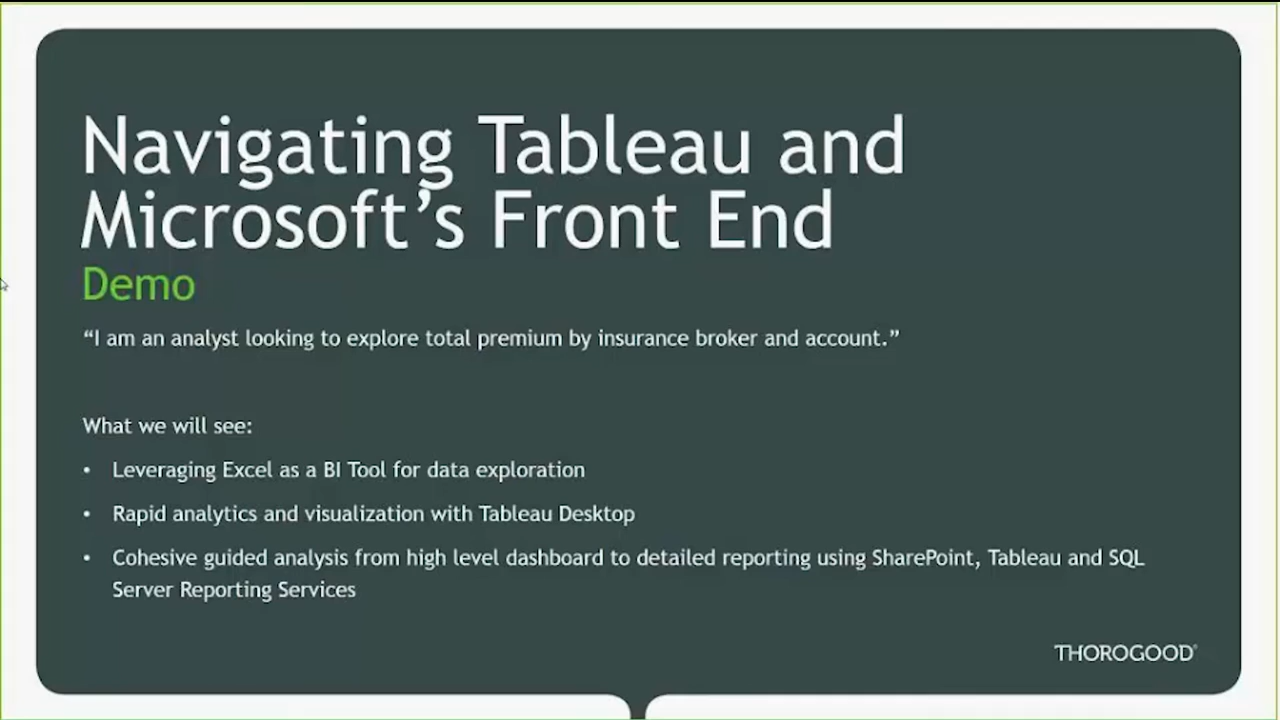 Navigating Tableau and
Microsoft’s Front End
Demo
“I am an analyst looking to explore total premium by insurance broker and account.”
What we will see:
• Leveraging Excel as a BI Tool for data exploration
• Rapid analytics and visualization with Tableau Desktop
• Cohesive guided analysis from high level dashboard to detailed reporting using SharePoint, Tableau and SQL
Server Reporting Services
THOROGOOD®